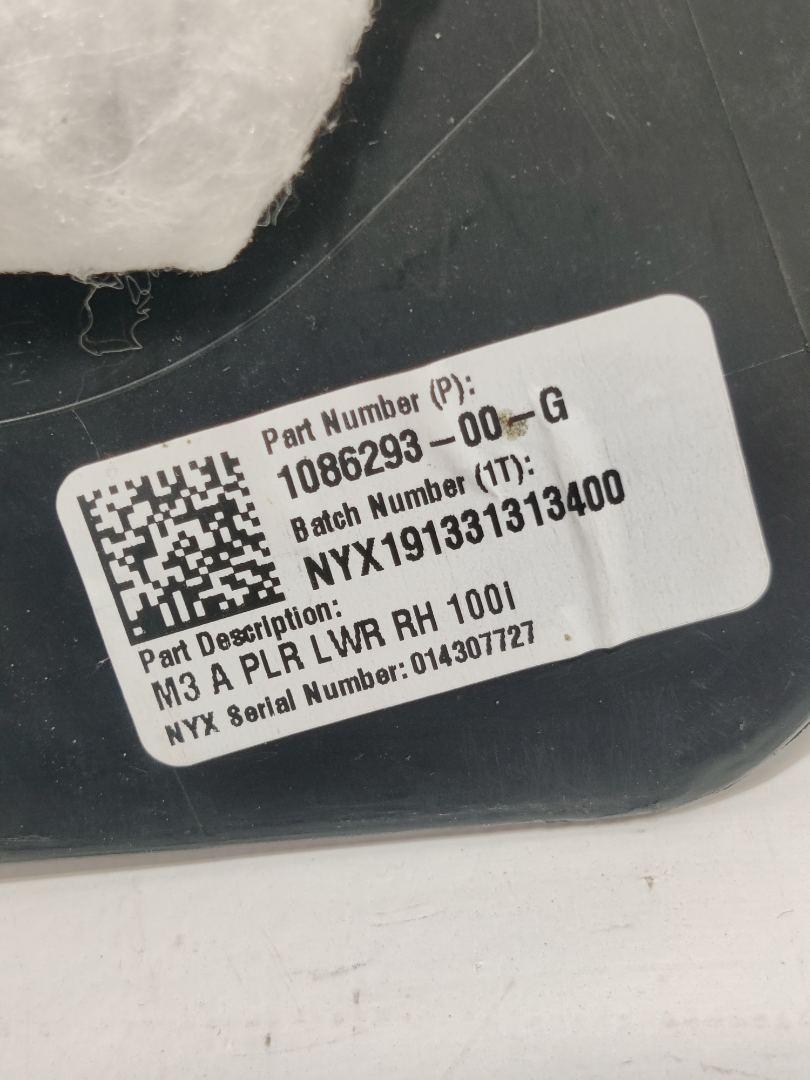 Part Number (P):
1086293-00-G
Batch Number (1T):
NYX191331313400
Part Description:
M3 A PLR LWR RH 100I
NYX Serial Number: 014307727